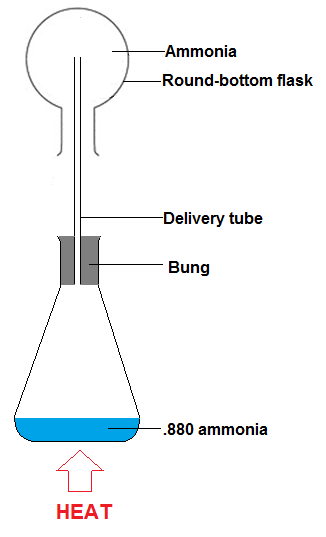 Ammonia
Round-bottom flask
Delivery tube
Bung
.880 ammonia
HEAT